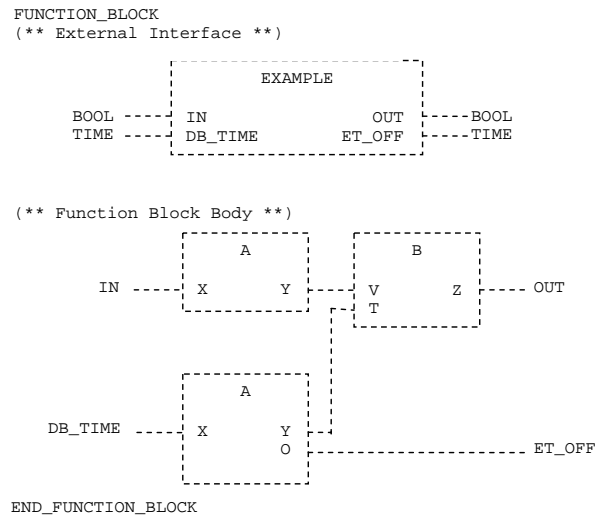 FUNCTION_BLOCK
(** External Interface **)
EXAMPLE
BOOL IN OUT BOOL
TIME DB_TIME ET_OFF TIME
(** Function Block Body **)
A B
IN X Y V Z OUT
T
A
DB_TIME X Y
O ET_OFF
END_FUNCTION_BLOCK